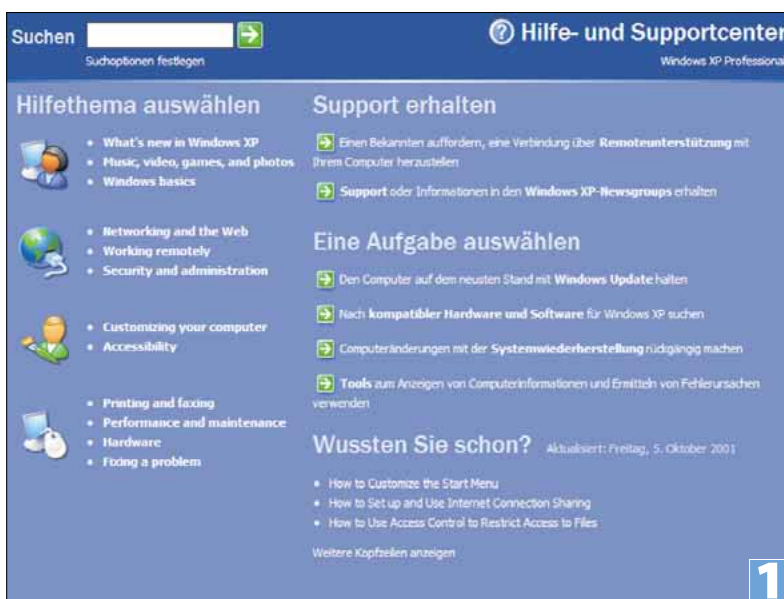 Suchen
Suchoptionen festlegen
Hilfe- und Supportcenter
Windows XP Professional
Hilfethema auswählen
What's new in Windows XP
Music, video, games, and photos
Windows basics
Networking and the Web
Working remotely
Security and administration
Customizing your computer
Accessibility
Printing and faxing
Performance and maintenance
Hardware
Fixing a problem
Support erhalten
Einen Bekannten auffordern, eine Verbindung über Remoteunterstützung mit
Ihrem Computer herzustellen
Support oder Informationen in den Windows XP-Newsgroups erhalten
Eine Aufgabe auswählen
Den Computer auf dem neusten Stand mit Windows Update halten
Nach kompatibler Hardware und Software für Windows XP suchen
Computeränderungen mit der Systemwiederherstellung rückgängig machen
Tools zum Anzeigen von Computerinformationen und Ermitteln von Fehlerursachen
verwenden
Wussten Sie schon? Aktualisiert: Freitag, 5. Oktober 2001
How to Customize the Start Menu
How to Set up and Use Internet Connection Sharing
How to Use Access Control to Restrict Access to Files
Weitere Kopfzeilen anzeigen
1